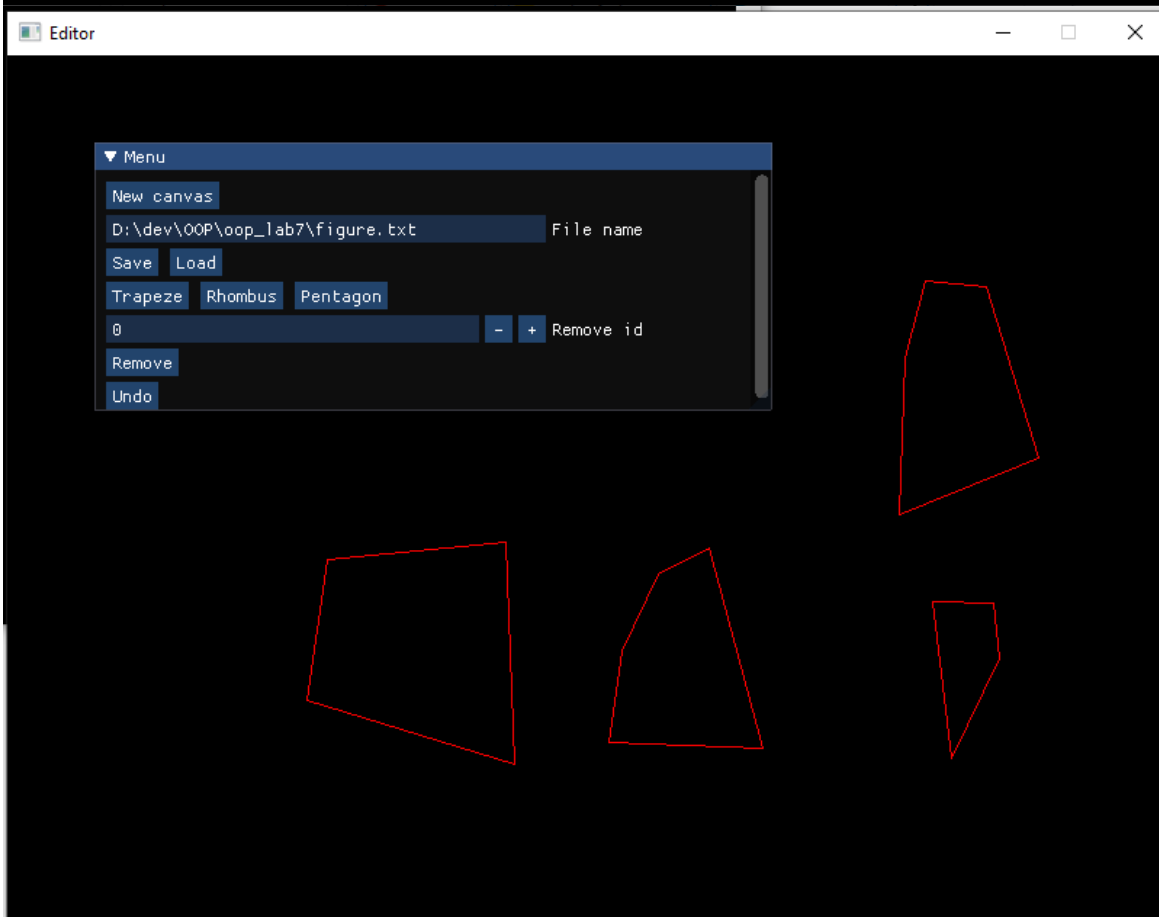 Editor
Menu
New canvas
D:\dev\OOP\oop_lab7\figure.txt File name
Save Load
Trapeze Rhombus Pentagon
0 - + Remove id
Remove
Undo